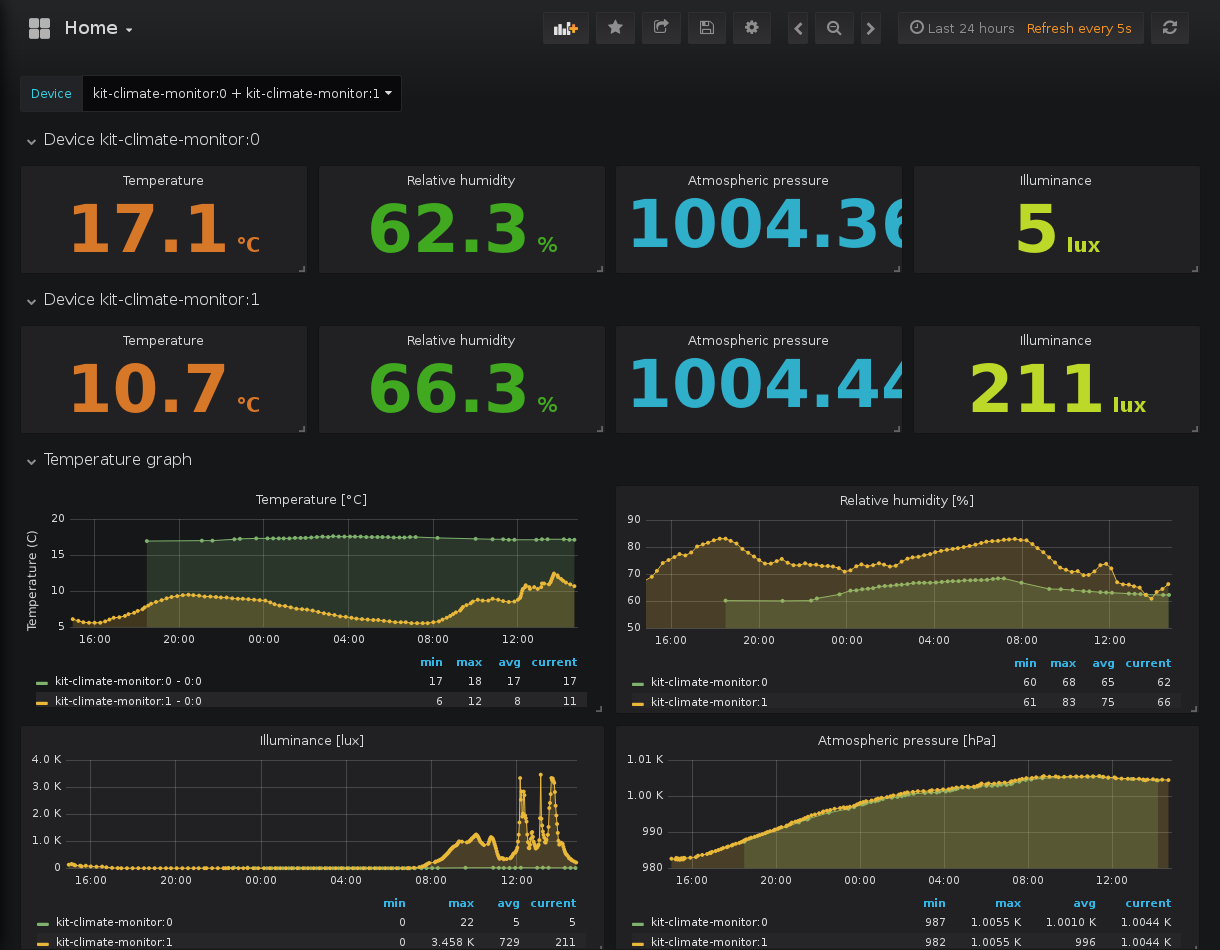 Home
Last 24 hours Refresh every 5s
Device kit-climate-monitor:0 + kit-climate-monitor:1
Device kit-climate-monitor:0
Temperature Relative humidity Atmospheric pressure Illuminance
17.1 °C 62.3 % 1004.36 5 lux
Device kit-climate-monitor:1
Temperature Relative humidity Atmospheric pressure Illuminance
10.7 °C 66.3 % 1004.44 211 lux
Temperature graph
Temperature [°C]
Temperature (C)
20
15
10
5
16:00 20:00 00:00 04:00 08:00 12:00
min max avg current
kit-climate-monitor:0 - 0:0 17 18 17 17
kit-climate-monitor:1 - 0:0 6 12 8 11
Relative humidity [%]
90
80
70
60
50
16:00 20:00 00:00 04:00 08:00 12:00
min max avg current
kit-climate-monitor:0 60 68 65 62
kit-climate-monitor:1 61 83 75 66
Illuminance [lux]
4.0 K
3.0 K
2.0 K
1.0 K
0
16:00 20:00 00:00 04:00 08:00 12:00
min max avg current
kit-climate-monitor:0 0 22 5 5
kit-climate-monitor:1 0 3.458 K 729 211
Atmospheric pressure [hPa]
1.01 K
1.00 K
990
980
16:00 20:00 00:00 04:00 08:00 12:00
min max avg current
kit-climate-monitor:0 987 1.0055 K 1.0010 K 1.0044 K
kit-climate-monitor:1 982 1.0055 K 996 1.0044 K